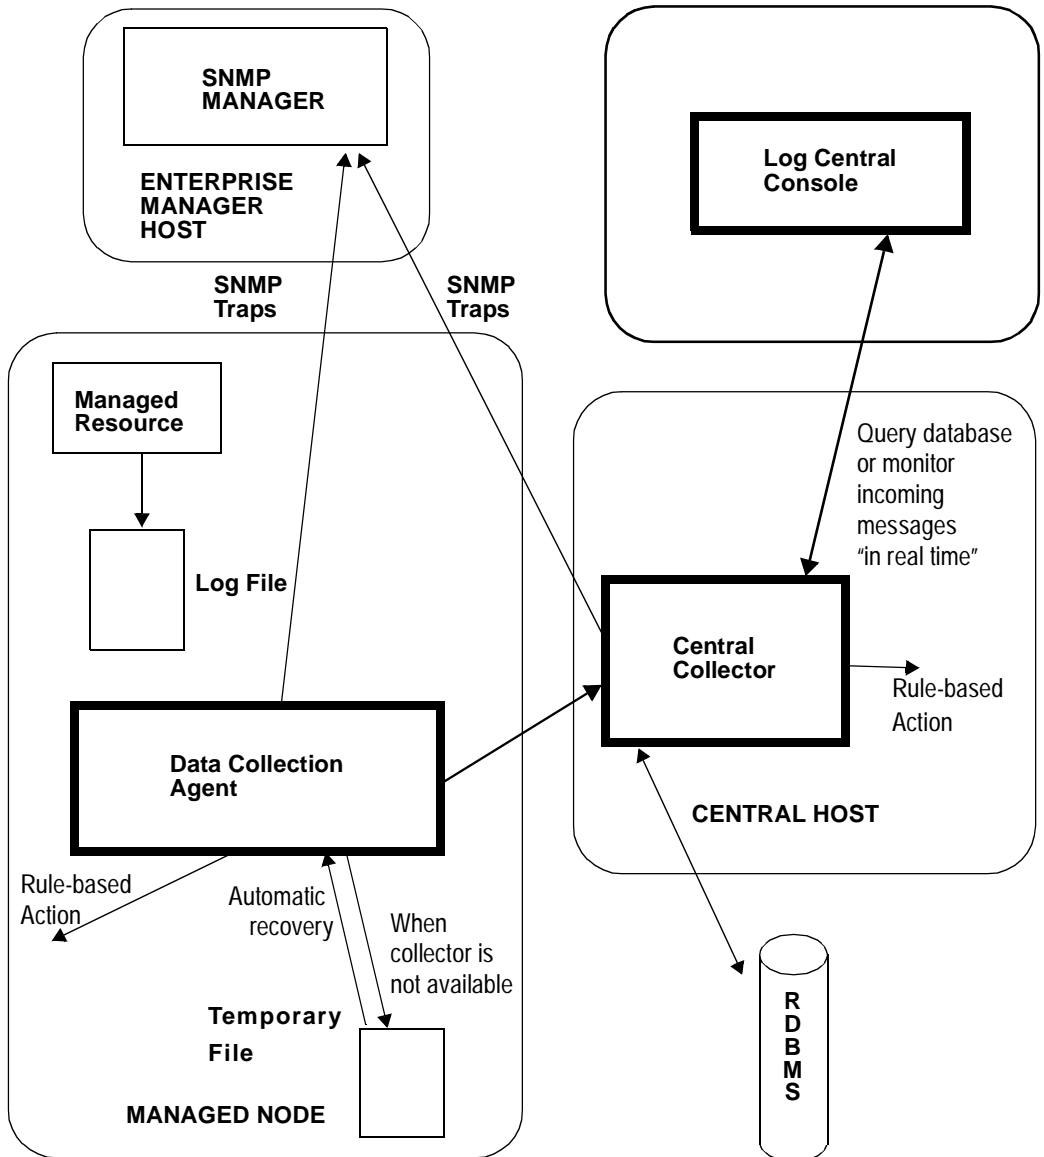 SNMP
MANAGER
ENTERPRISE
MANAGER
HOST
Log Central
Console
SNMP
Traps
SNMP
Traps
Managed
Resource
Log File
Query database
or monitor
incoming
messages
“in real time”
Central
Collector
Rule-based
Action
Data Collection
Agent
CENTRAL HOST
Rule-based
Action
Automatic
recovery
When
collector is
not available
Temporary
File
MANAGED NODE
R
D
B
M
S